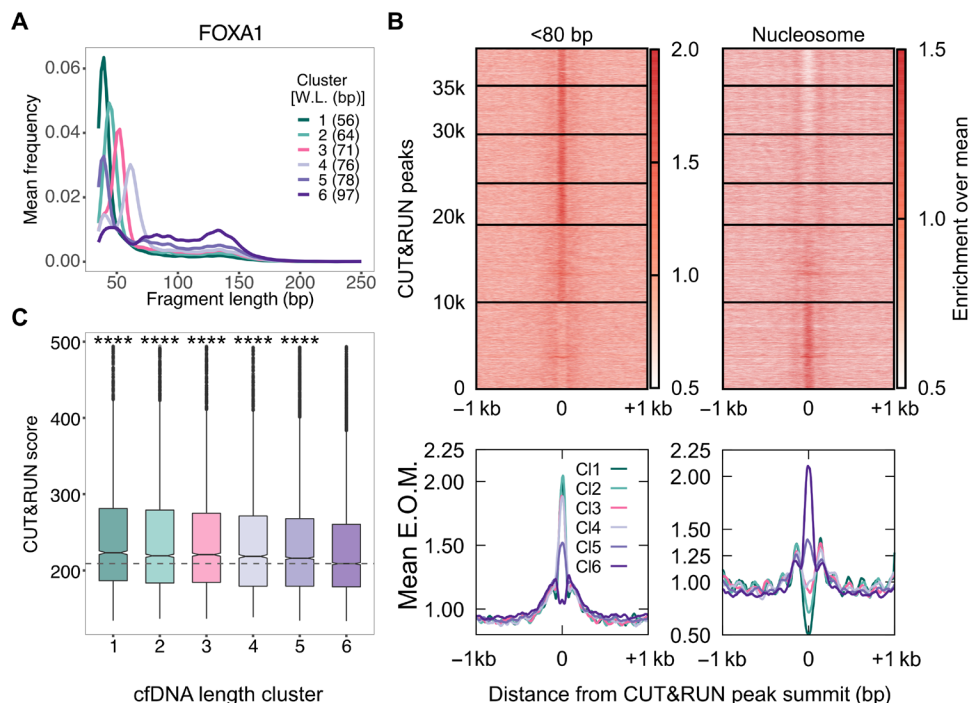 A
FOXA1
Mean frequency
0.06
0.04
0.02
0.00
Cluster
[W.L. (bp)]
1 (56)
2 (64)
3 (71)
4 (76)
5 (78)
6 (97)
50 100 150 200 250
Fragment length (bp)
B
<80 bp
Nucleosome
CUT&RUN peaks
35k
30k
20k
10k
0
−1 kb 0 +1 kb
2.0
1.5
1.0
0.5
−1 kb 0 +1 kb
1.5
1.0
0.5
Enrichment over mean
Mean E.O.M.
2.25
2.00
1.50
1.00
Cl1
Cl2
Cl3
Cl4
Cl5
Cl6
−1 kb 0 +1 kb
2.25
2.00
1.50
1.25
1.00
0.50
−1 kb 0 +1 kb
Distance from CUT&RUN peak summit (bp)
C
CUT&RUN score
500
400
300
200
**** **** **** **** ****
1 2 3 4 5 6
cfDNA length cluster